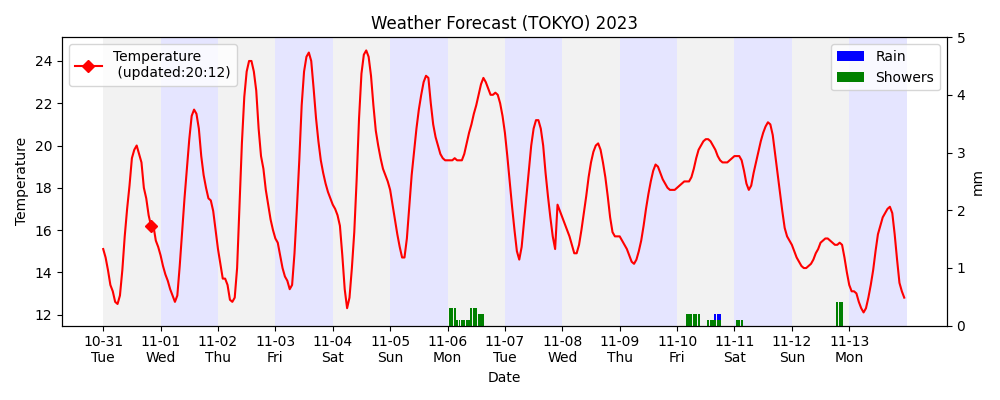 Weather Forecast (TOKYO) 2023
Temperature
(updated:20:12)
Rain
Showers
Temperature
24
22
20
18
16
14
12
5
4
3
2
1
0
mm
10-31 11-01 11-02 11-03 11-04 11-05 11-06 11-07 11-08 11-09 11-10 11-11 11-12 11-13
Tue Wed Thu Fri Sat Sun Mon Tue Wed Thu Fri Sat Sun Mon
Date